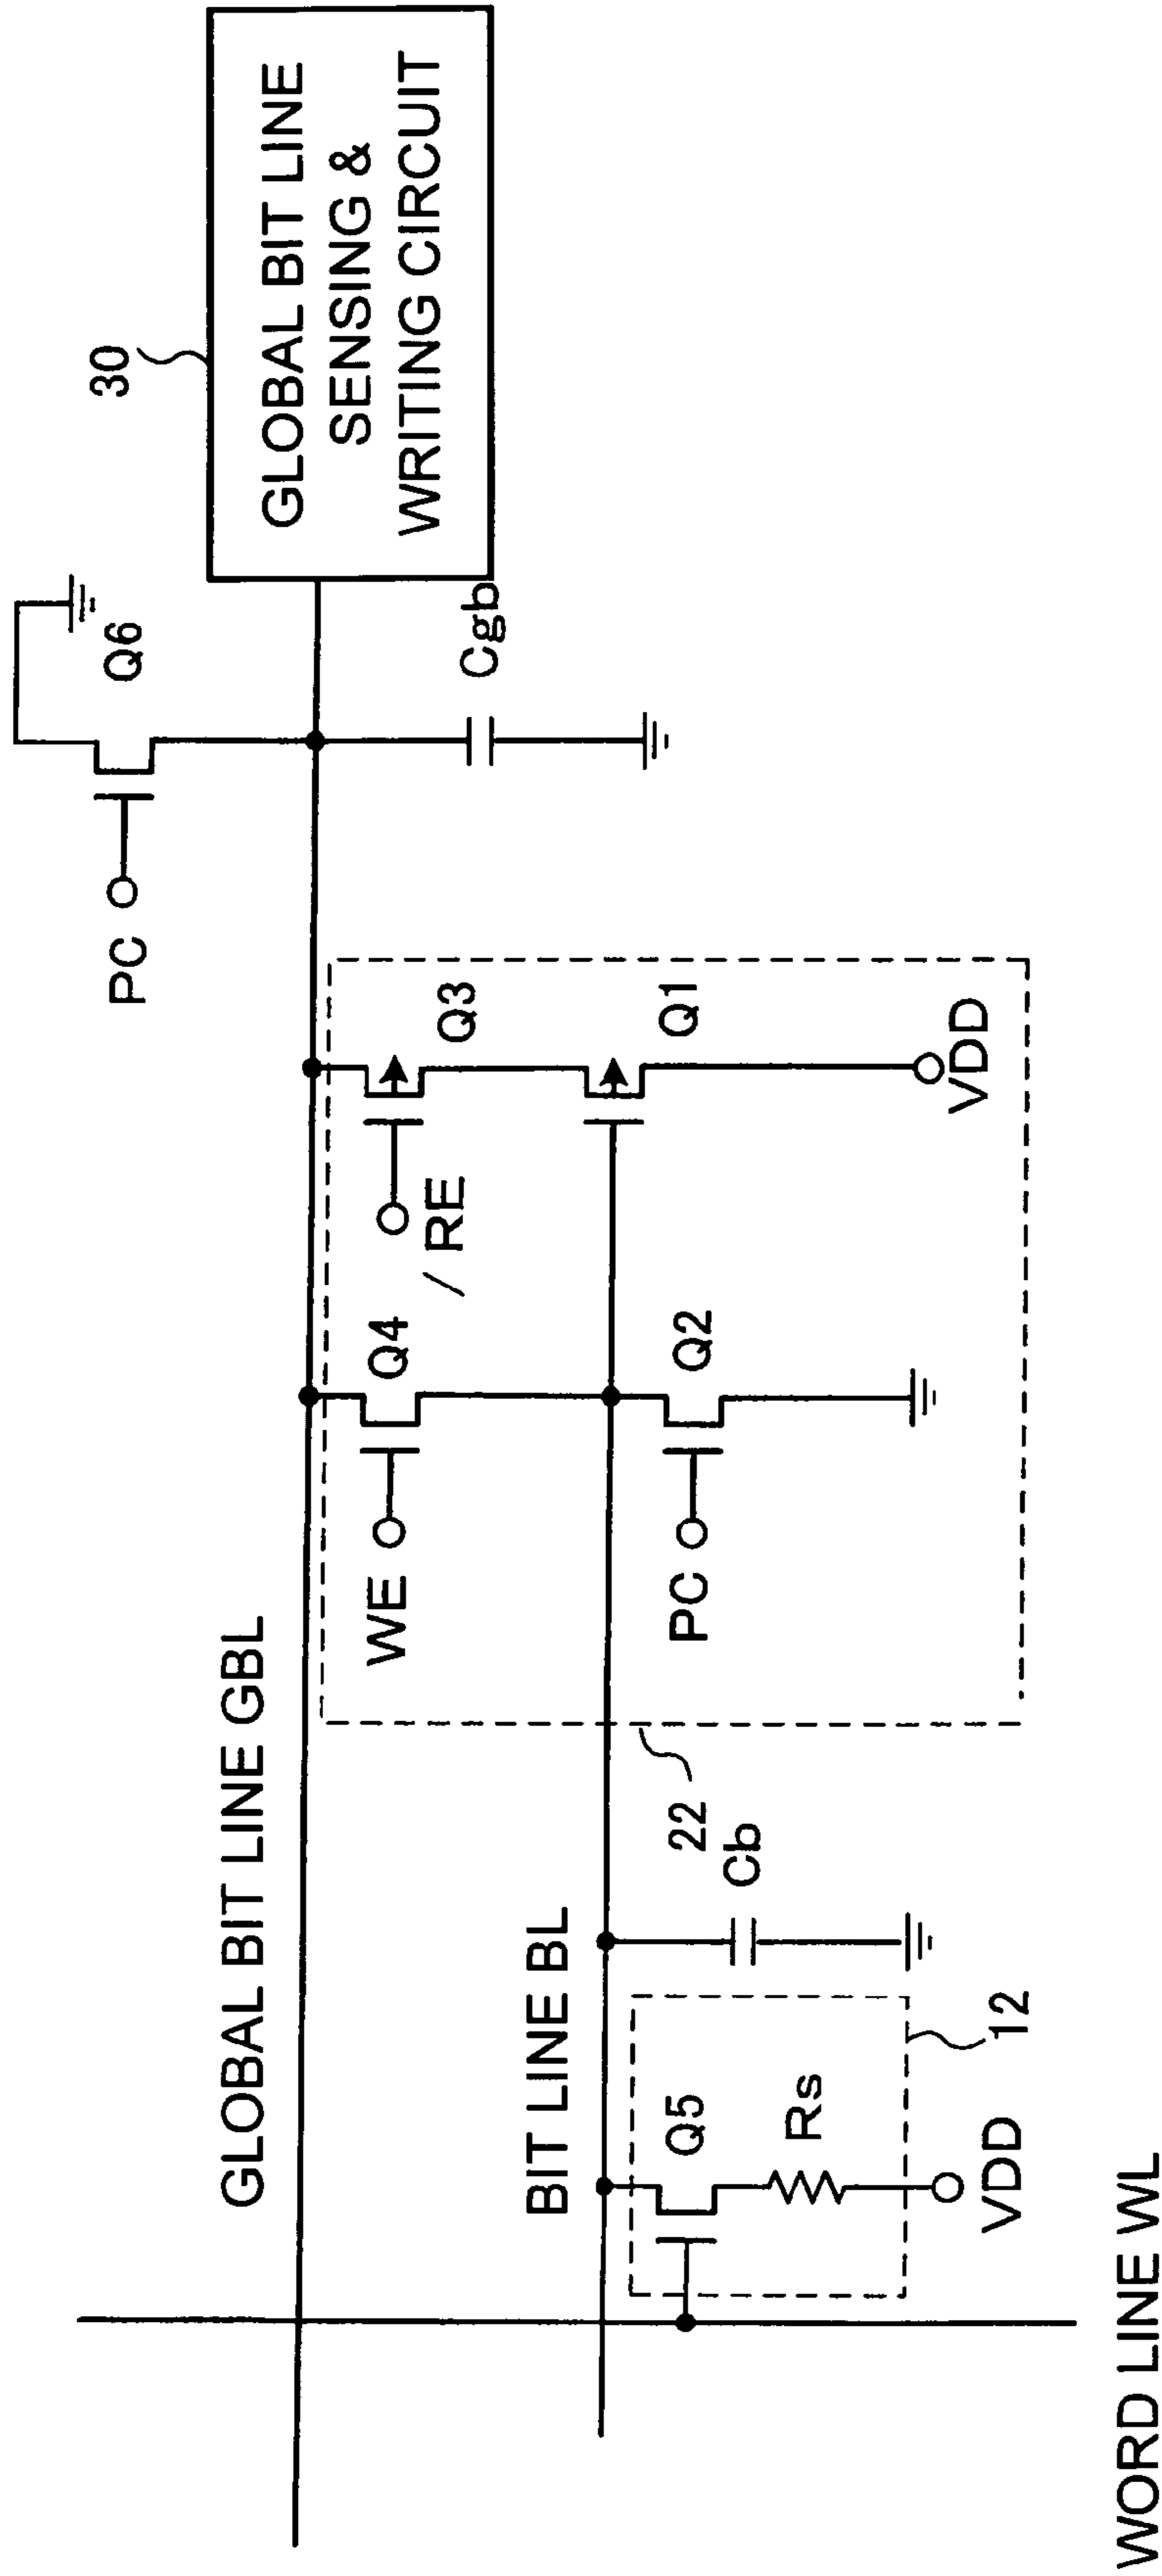 30
GLOBAL BIT LINE
SENSING &
WRITING CIRCUIT
Q6
PC
Cgb
GLOBAL BIT LINE GBL
WE
Q4
/RE
Q3
Q1
PC
Q2
VDD
22
BIT LINE BL
Cb
Q5
Rs
12
VDD
WORD LINE WL